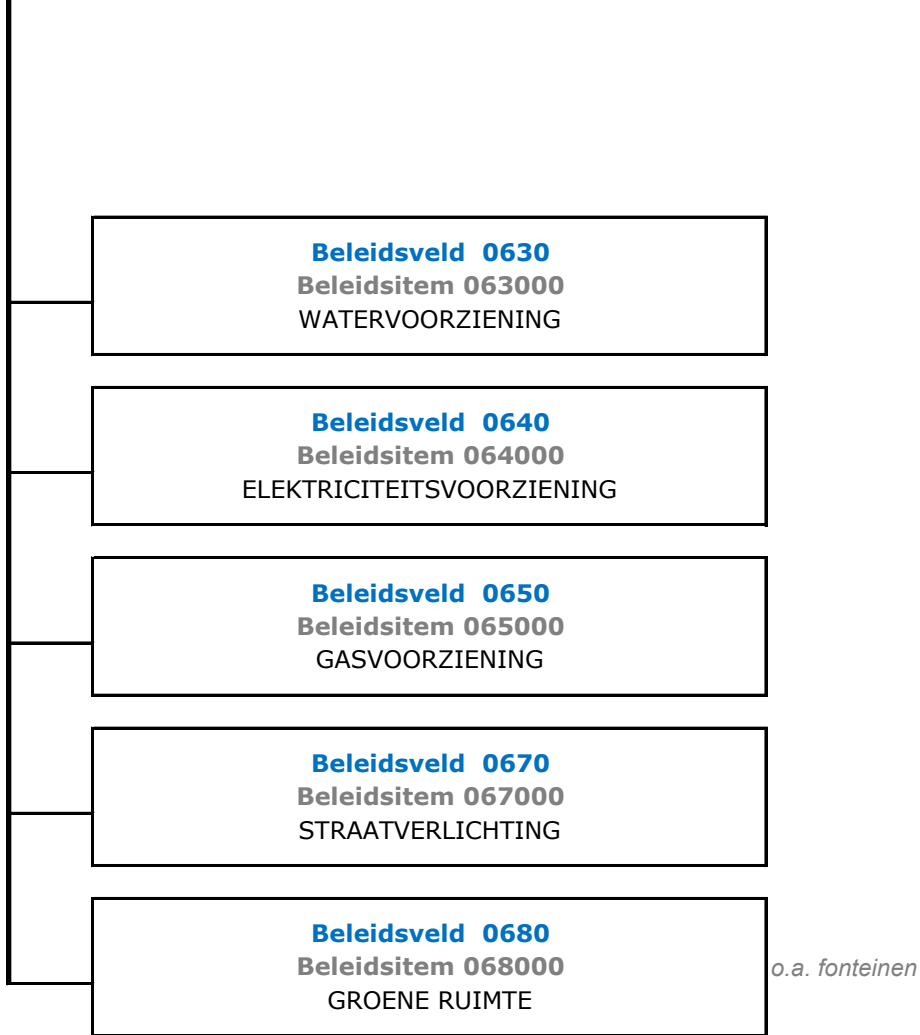 Beleidsveld  0630
Beleidsitem 063000
WATERVOORZIENING
Beleidsveld  0640
Beleidsitem 064000
ELEKTRICITEITSVOORZIENING
Beleidsveld  0650
Beleidsitem 065000
GASVOORZIENING
Beleidsveld  0670
Beleidsitem 067000
STRAATVERLICHTING
Beleidsveld  0680
Beleidsitem 068000
GROENE RUIMTE
o.a. fonteinen